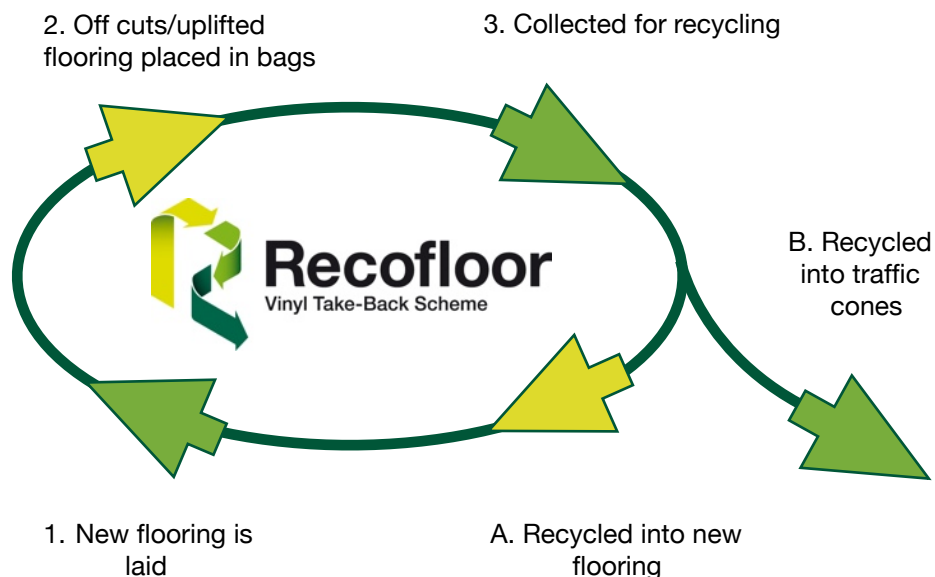 2. Off cuts/uplifted
flooring placed in bags
3. Collected for recycling
Recofloor
Vinyl Take-Back Scheme
B. Recycled
into traffic
cones
1. New flooring is
laid
A. Recycled into new
flooring